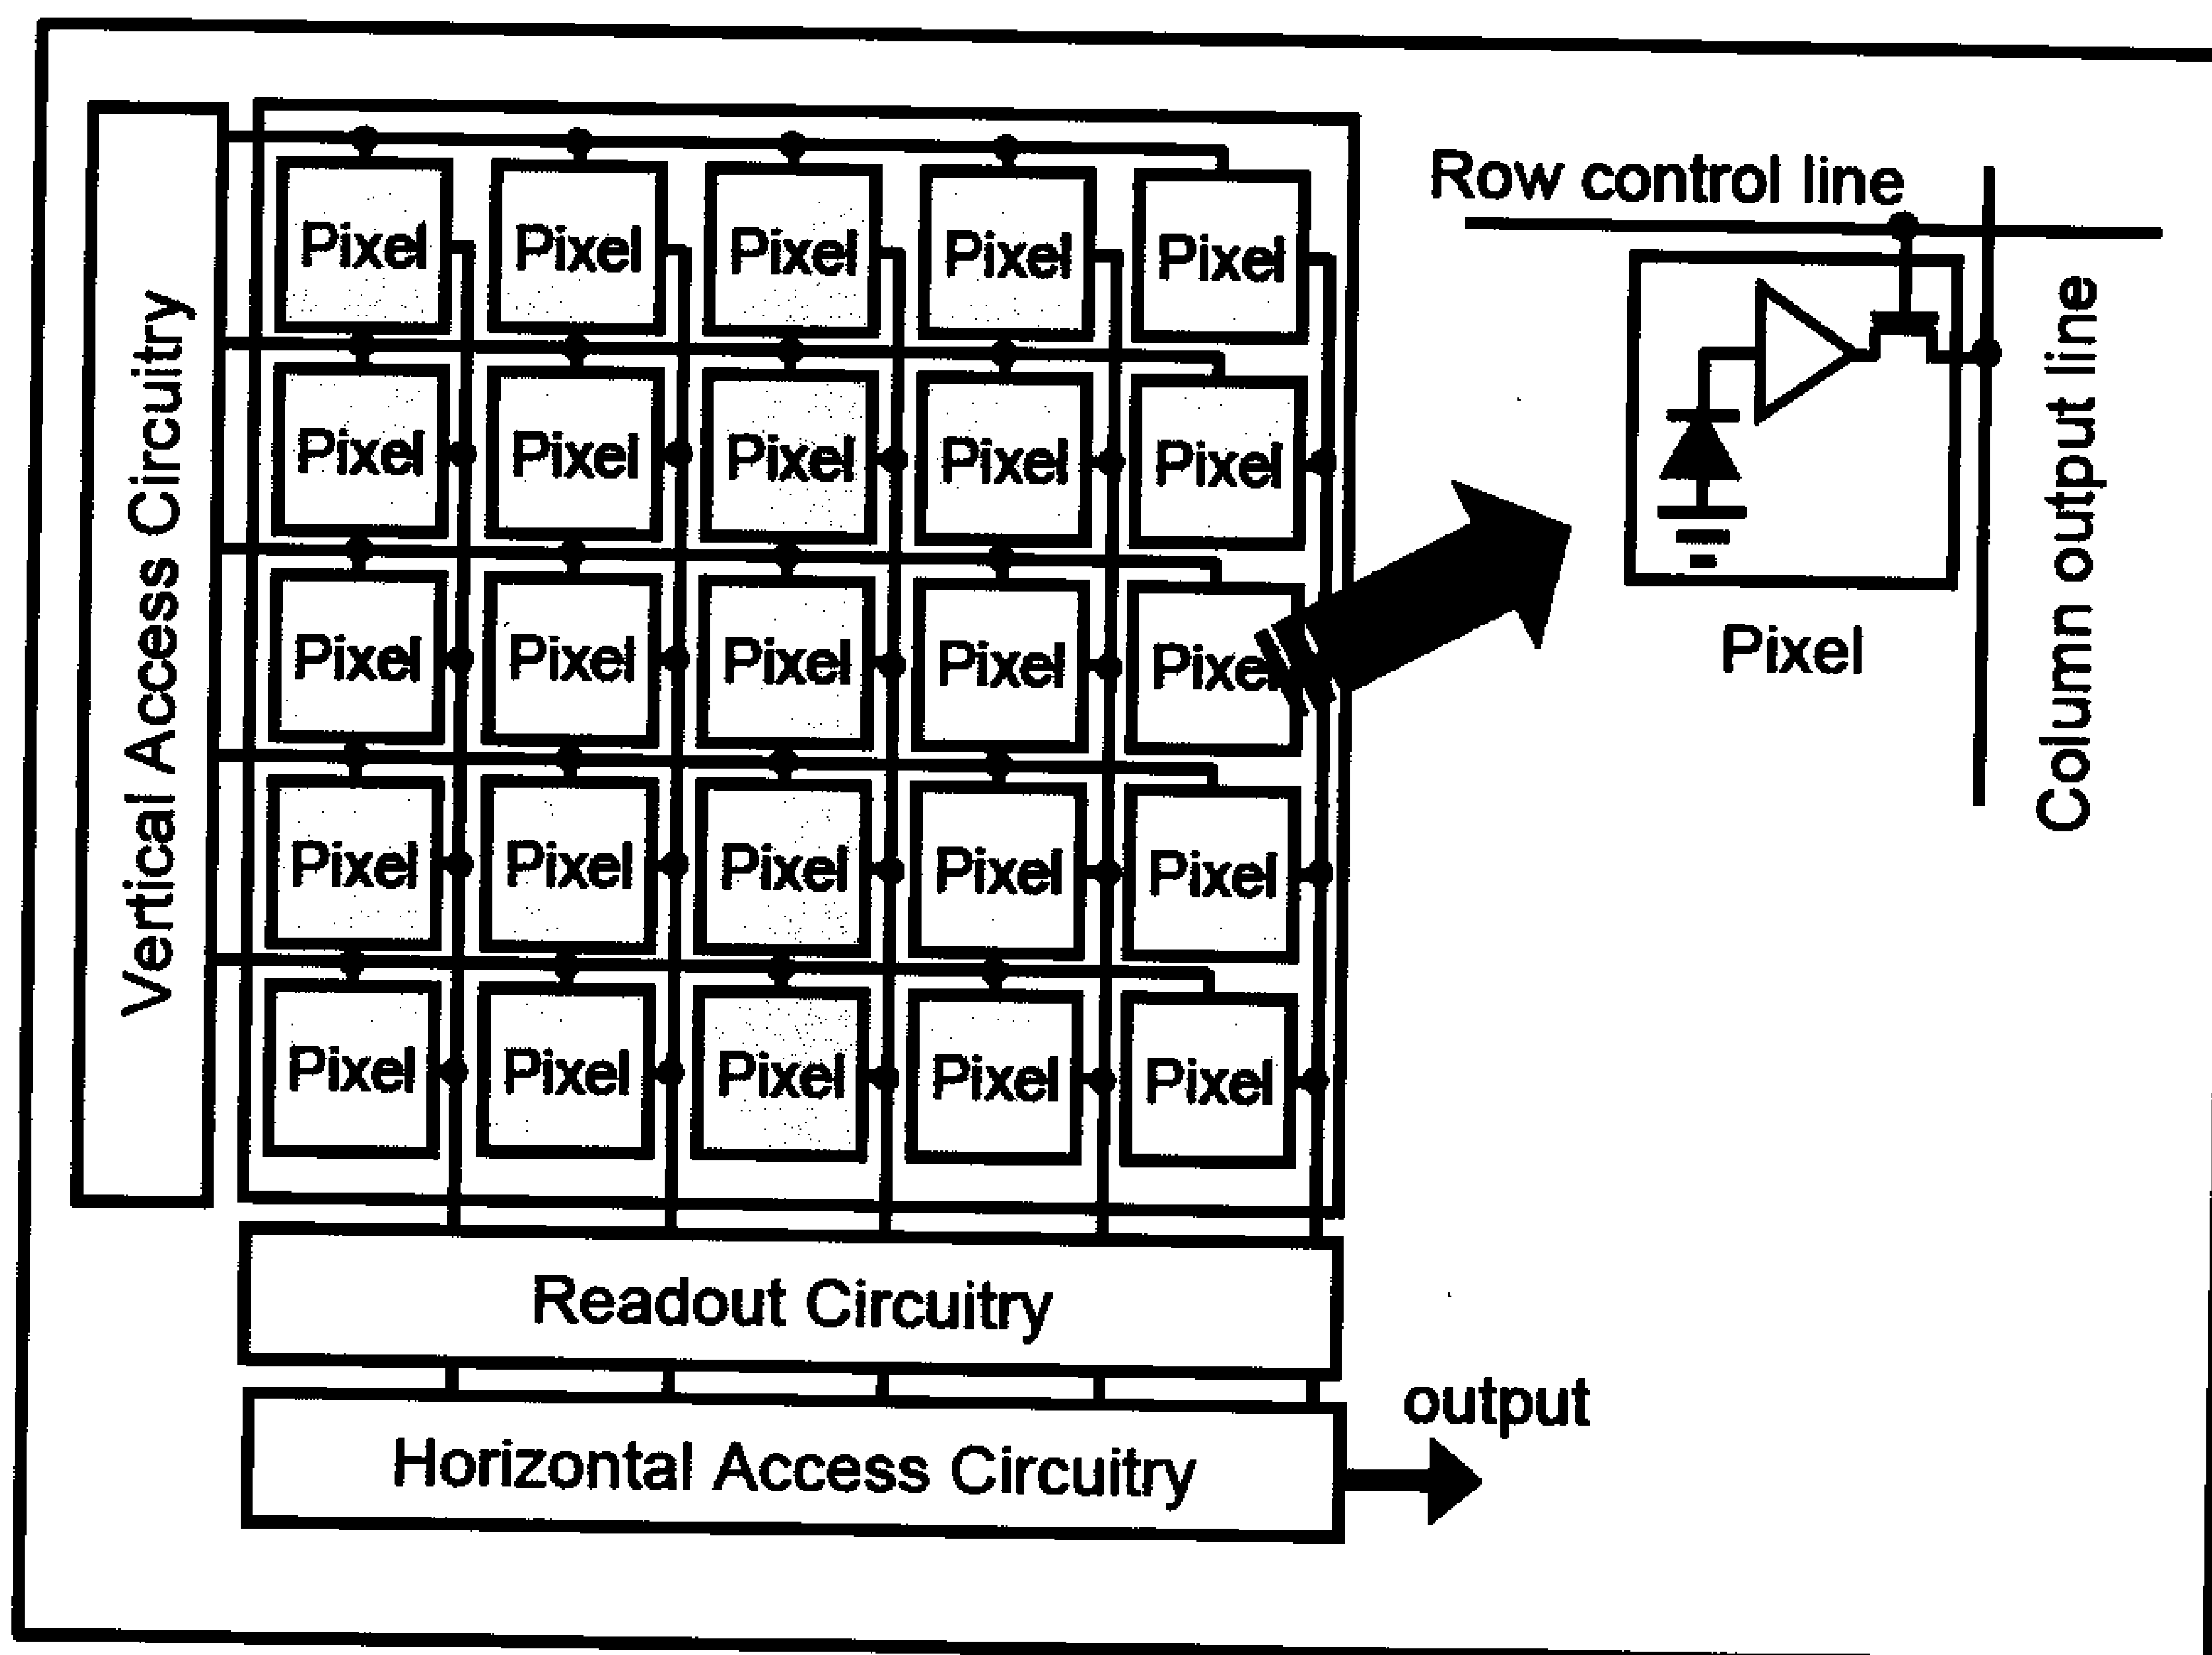 Vertical Access Circuitry
Pixel Pixel Pixel Pixel Pixel
Pixel Pixel Pixel Pixel Pixel
Pixel Pixel Pixel Pixel Pixel
Pixel Pixel Pixel Pixel Pixel
Pixel Pixel Pixel Pixel Pixel
Readout Circuitry
Horizontal Access Circuitry
output
Row control line
Pixel
Column output line